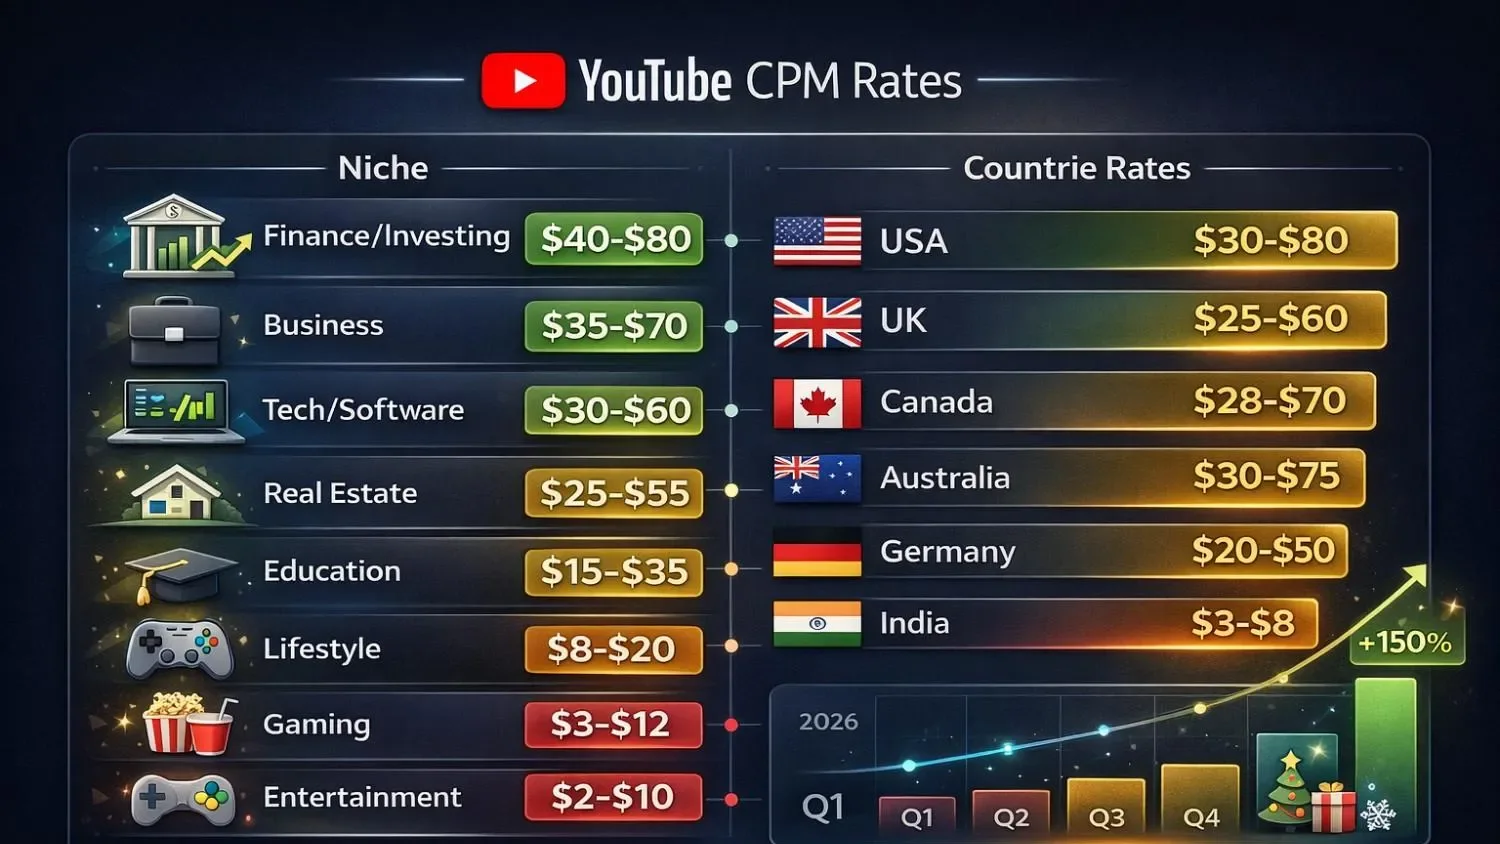 YouTube CPM Rates
Niche
Finance/Investing $40-$80
Business $35-$70
Tech/Software $30-$60
Real Estate $25-$55
Education $15-$35
Lifestyle $8-$20
Gaming $3-$12
Entertainment $2-$10
Countrie Rates
USA $30-$80
UK $25-$60
Canada $28-$70
Australia $30-$75
Germany $20-$50
India $3-$8
+150%
2026
Q1
Q1 Q2 Q3 Q4